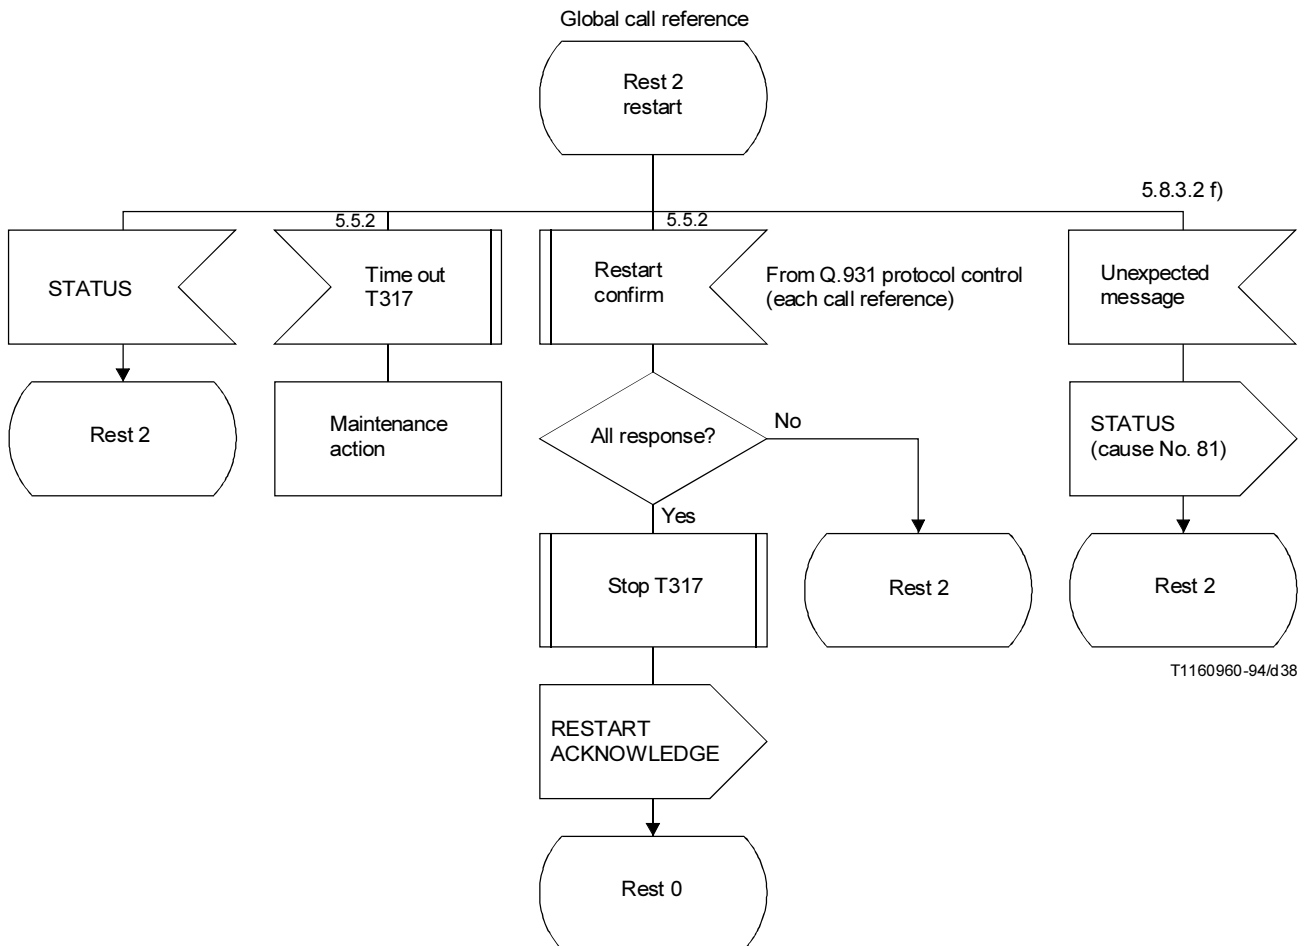 Global call reference
Rest 2
restart
5.8.3.2 f)
5.5.2
5.5.2
STATUS
Time out
T317
Restart
confirm
From Q.931 protocol control
(each call reference)
Unexpected
message
Rest 2
Maintenance
action
All response?
No
STATUS
(cause No. 81)
Yes
Stop T317
Rest 2
Rest 2
T1160960-94/d38
RESTART
ACKNOWLEDGE
Rest 0